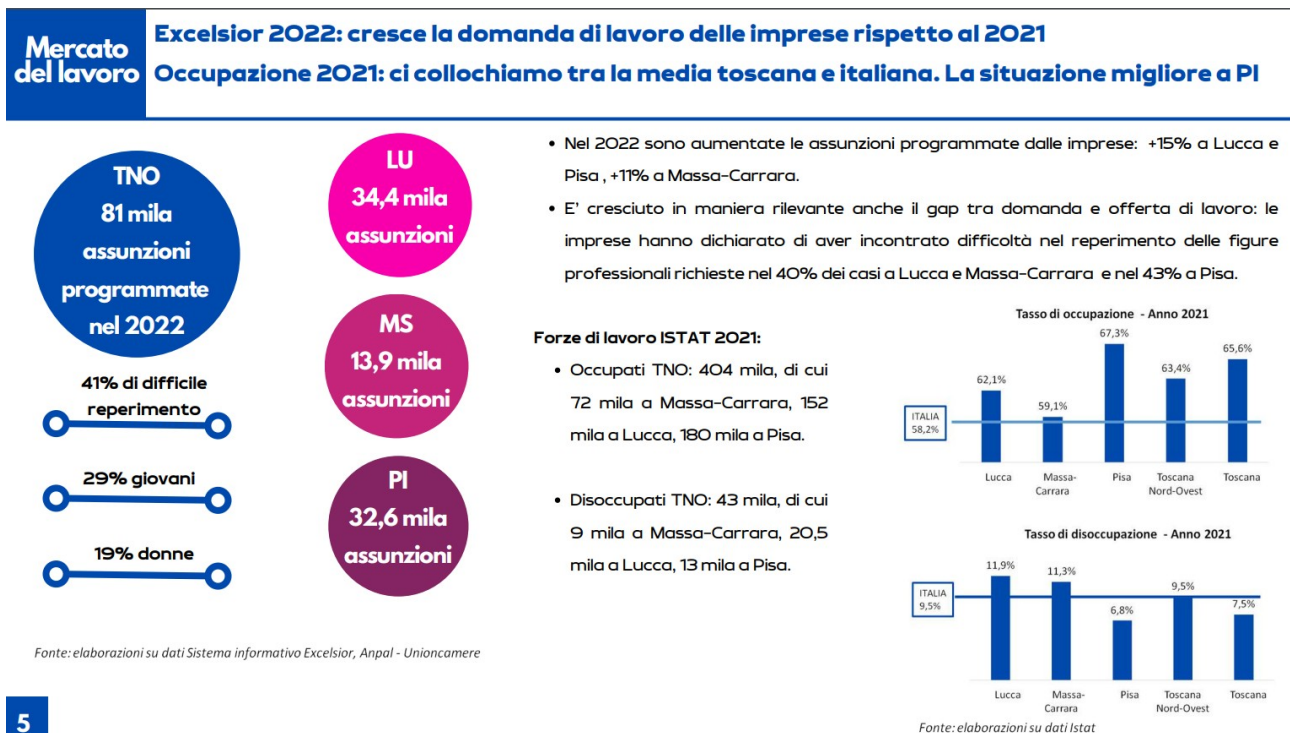 Mercato
del lavoro
Excelsior 2022: cresce la domanda di lavoro delle imprese rispetto al 2021
Occupazione 2021: ci collochiamo tra la media toscana e italiana. La situazione migliore a PI
TNO
81 mila
assunzioni
programmate
nel 2022
41% di difficile
reperimento
29% giovani
19% donne
LU
34,4 mila
assunzioni
MS
13,9 mila
assunzioni
PI
32,6 mila
assunzioni
• Nel 2022 sono aumentate le assunzioni programmate dalle imprese: +15% a Lucca e
Pisa , +11% a Massa-Carrara.
• E' cresciuto in maniera rilevante anche il gap tra domanda e offerta di lavoro: le
imprese hanno dichiarato di aver incontrato difficoltà nel reperimento delle figure
professionali richieste nel 40% dei casi a Lucca e Massa-Carrara e nel 43% a Pisa.
Forze di lavoro ISTAT 2021:
• Occupati TNO: 404 mila, di cui
72 mila a Massa-Carrara, 152
mila a Lucca, 180 mila a Pisa.
• Disoccupati TNO: 43 mila, di cui
9 mila a Massa-Carrara, 20,5
mila a Lucca, 13 mila a Pisa.
Tasso di occupazione - Anno 2021
67,3%
65,6%
63,4%
62,1%
59,1%
ITALIA
58,2%
Lucca
Massa-
Carrara
Pisa
Toscana
Nord-Ovest
Toscana
Tasso di disoccupazione - Anno 2021
11,9%
11,3%
9,5%
7,5%
6,8%
ITALIA
9,5%
Lucca
Massa-
Carrara
Pisa
Toscana
Nord-Ovest
Toscana
Fonte: elaborazioni su dati Sistema informativo Excelsior, Anpal - Unioncamere
Fonte: elaborazioni su dati Istat
5